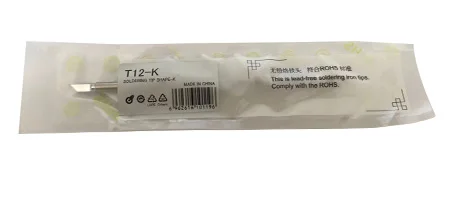 T12-K
SOLDERING TIP SHAPE-K
MADE IN CHINA
无铅烙铁头 符合ROHS 标准
This is lead-free soldering iron tips.
Comply with the ROHS.